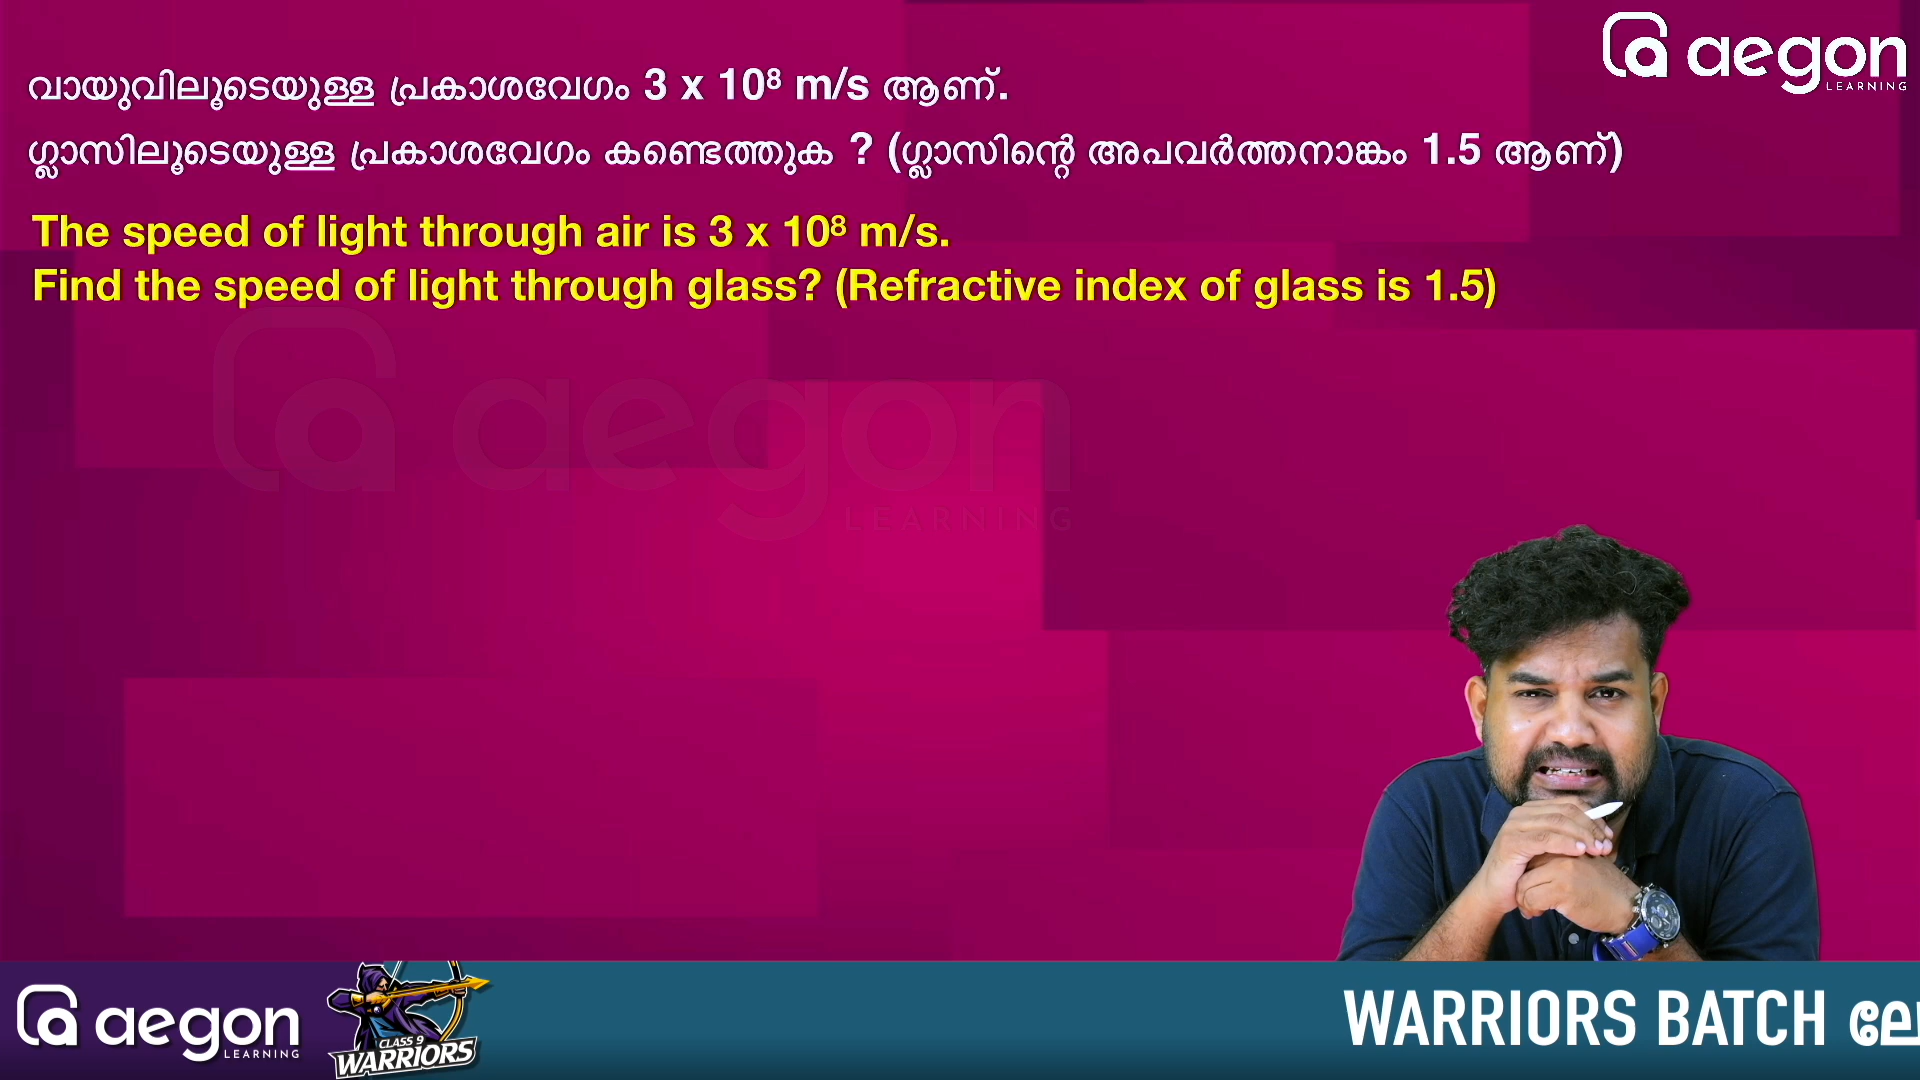 aegon
LEARNING
വായുവിലൂടെയുള്ള പ്രകാശവേഗം 3 x 10⁸ m/s ആണ്.
ഗ്ലാസിലൂടെയുള്ള പ്രകാശവേഗം കണ്ടെത്തുക ? (ഗ്ലാസിന്റെ അപവർത്തനാങ്കം 1.5 ആണ്)
The speed of light through air is 3 x 10⁸ m/s.
Find the speed of light through glass? (Refractive index of glass is 1.5)
aegon
LEARNING
aegon
LEARNING
CLASS 9
WARRIORS
WARRIORS BATCH